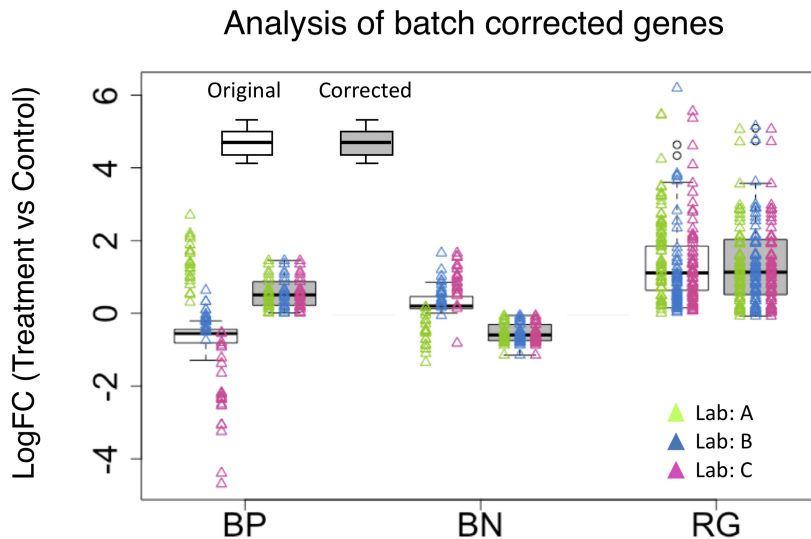 Analysis of batch corrected genes
Original Corrected
LogFC (Treatment vs Control)
6
4
2
0
-2
-4
Lab: A
Lab: B
Lab: C
BP BN RG